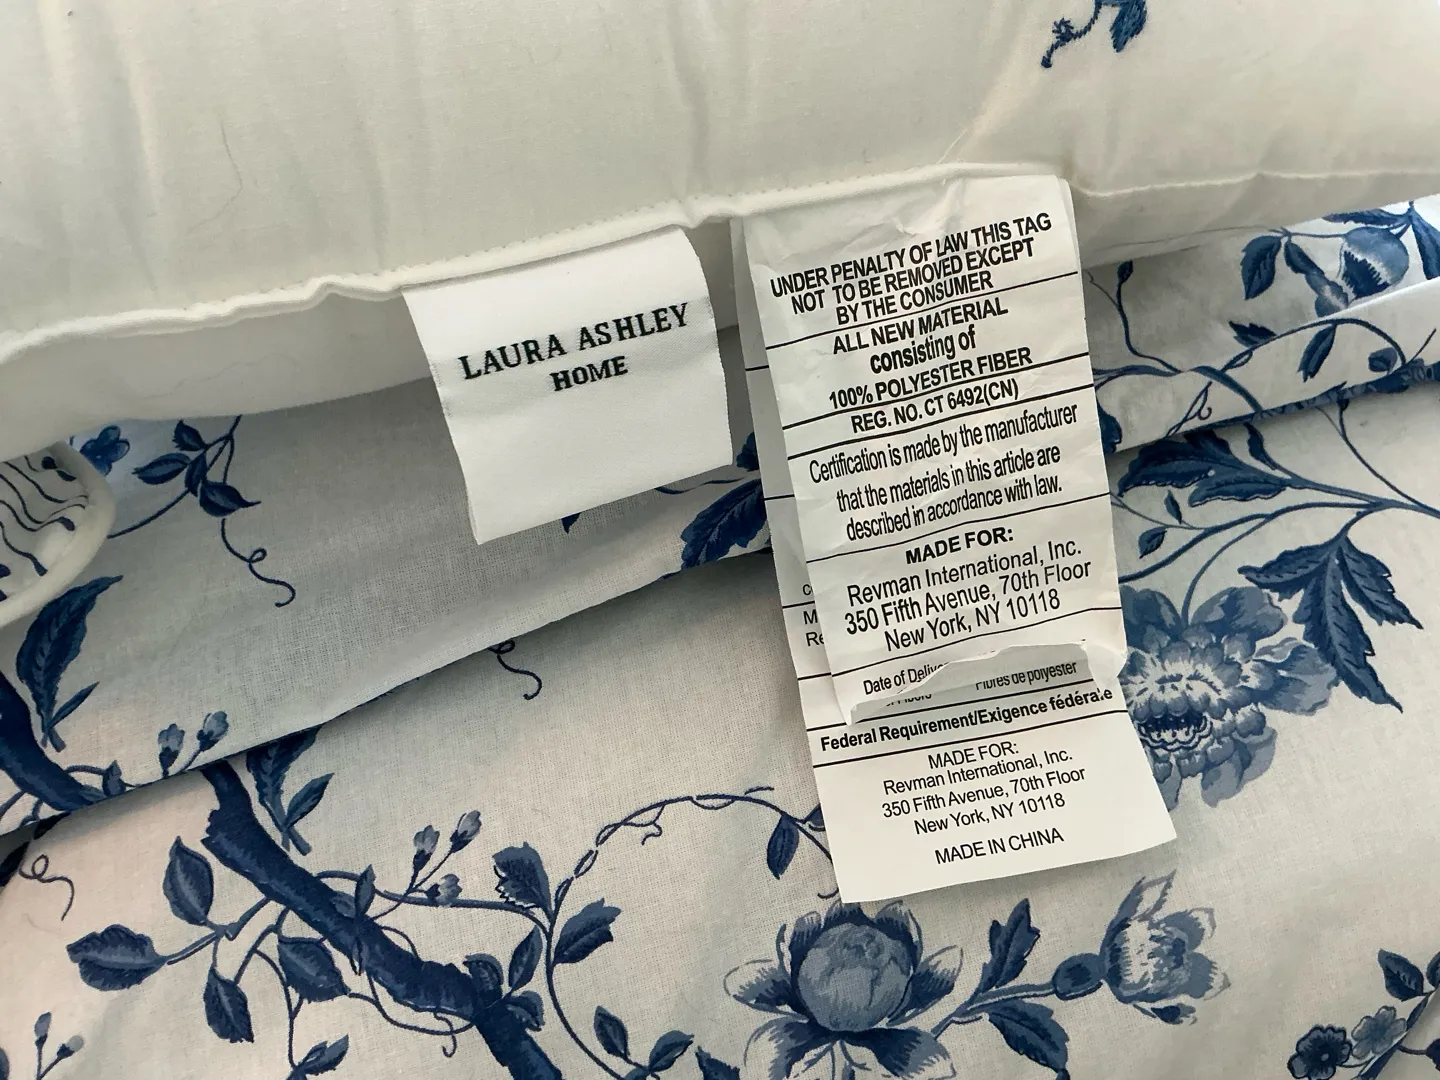 LAURA ASHLEY
HOME
UNDER PENALTY OF LAW THIS TAG
NOT TO BE REMOVED EXCEPT
BY THE CONSUMER
ALL NEW MATERIAL
consisting of
100% POLYESTER FIBER
REG. NO. CT 6492(CN)
Certification is made by the manufacturer
that the materials in this article are
described in accordance with law.
MADE FOR:
Revman International, Inc.
350 Fifth Avenue, 70th Floor
New York, NY 10118
Date of
Fibres de polyester
Federal Requirement/Exigence fédérale
MADE FOR:
Revman International, Inc.
350 Fifth Avenue, 70th Floor
New York, NY 10118
MADE IN CHINA